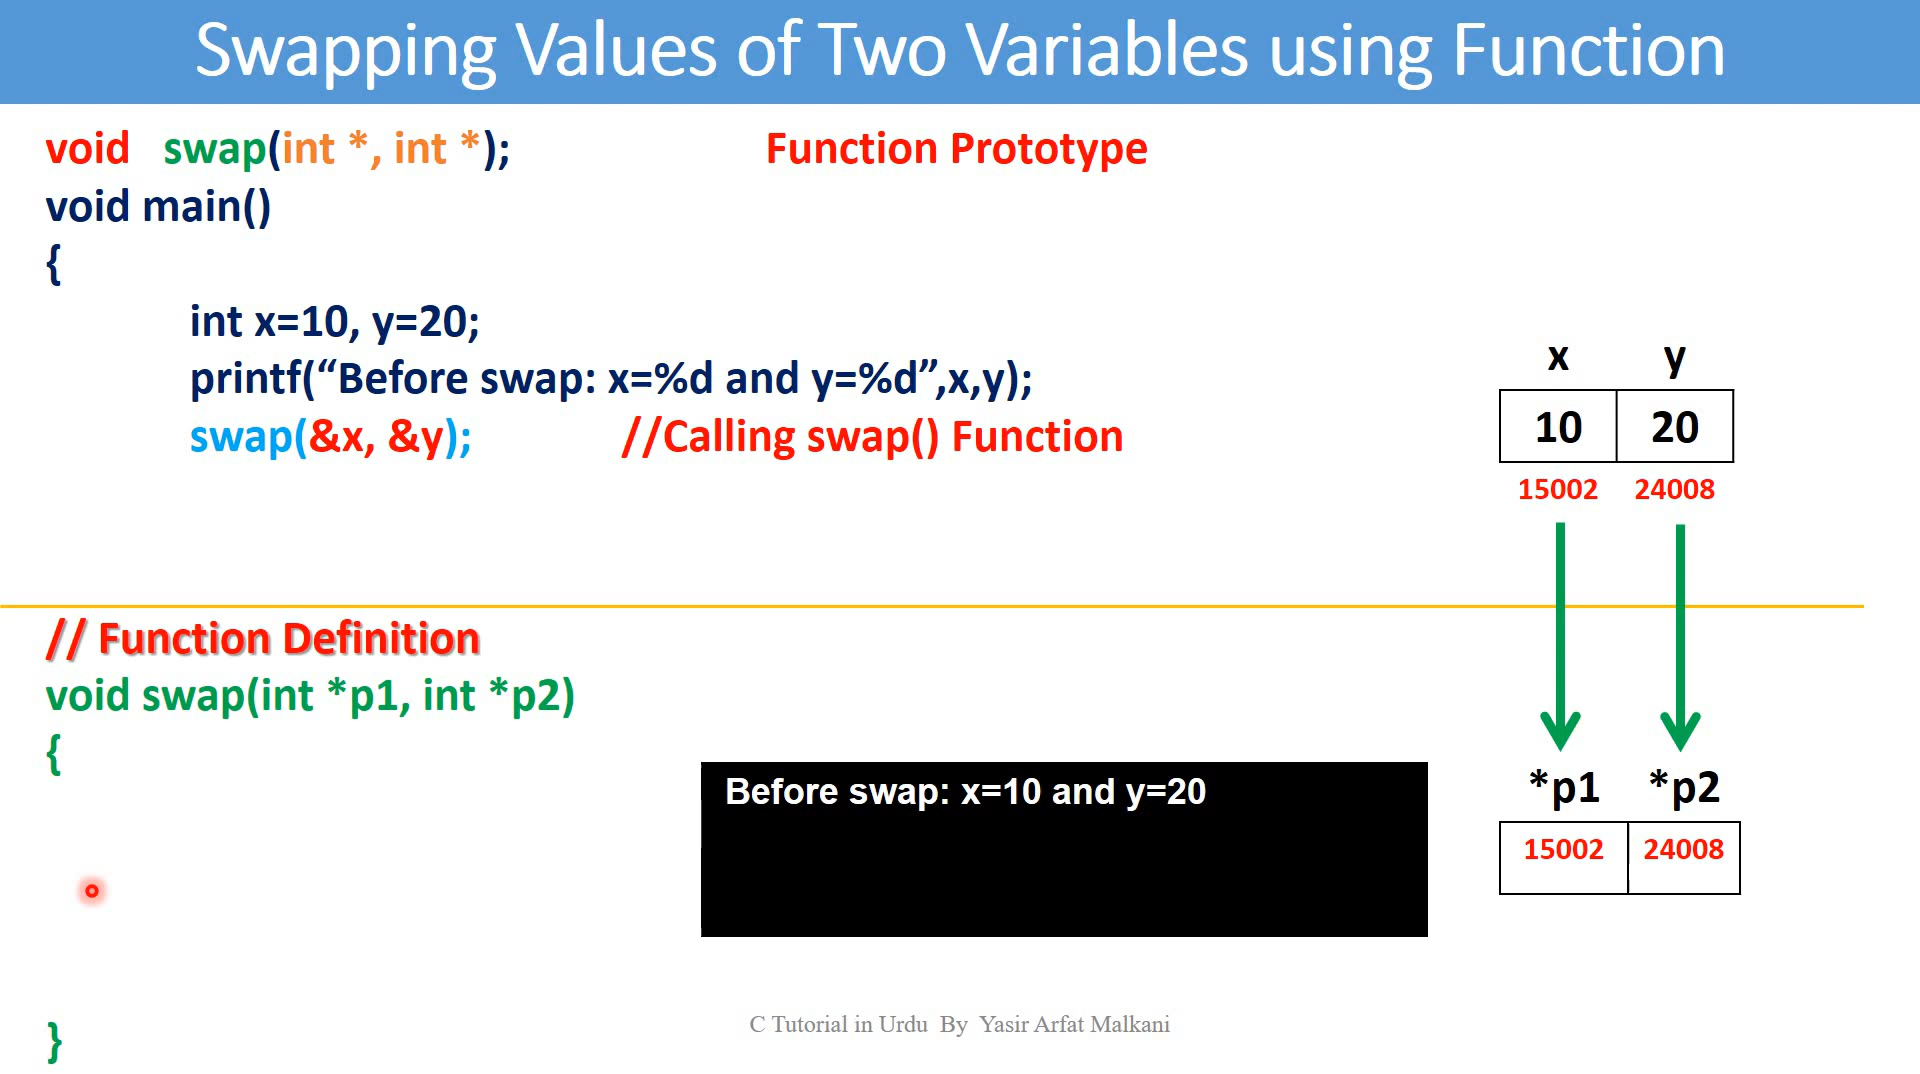 Swapping Values of Two Variables using Function
void swap(int *, int *); Function Prototype
void main()
{
int x=10, y=20;
printf(“Before swap: x=%d and y=%d”,x,y);
swap(&x, &y); //Calling swap() Function
x y
10 20
15002 24008
// Function Definition
void swap(int *p1, int *p2)
{
Before swap: x=10 and y=20
*p1 *p2
15002 24008
}
C Tutorial in Urdu By Yasir Arfat Malkani